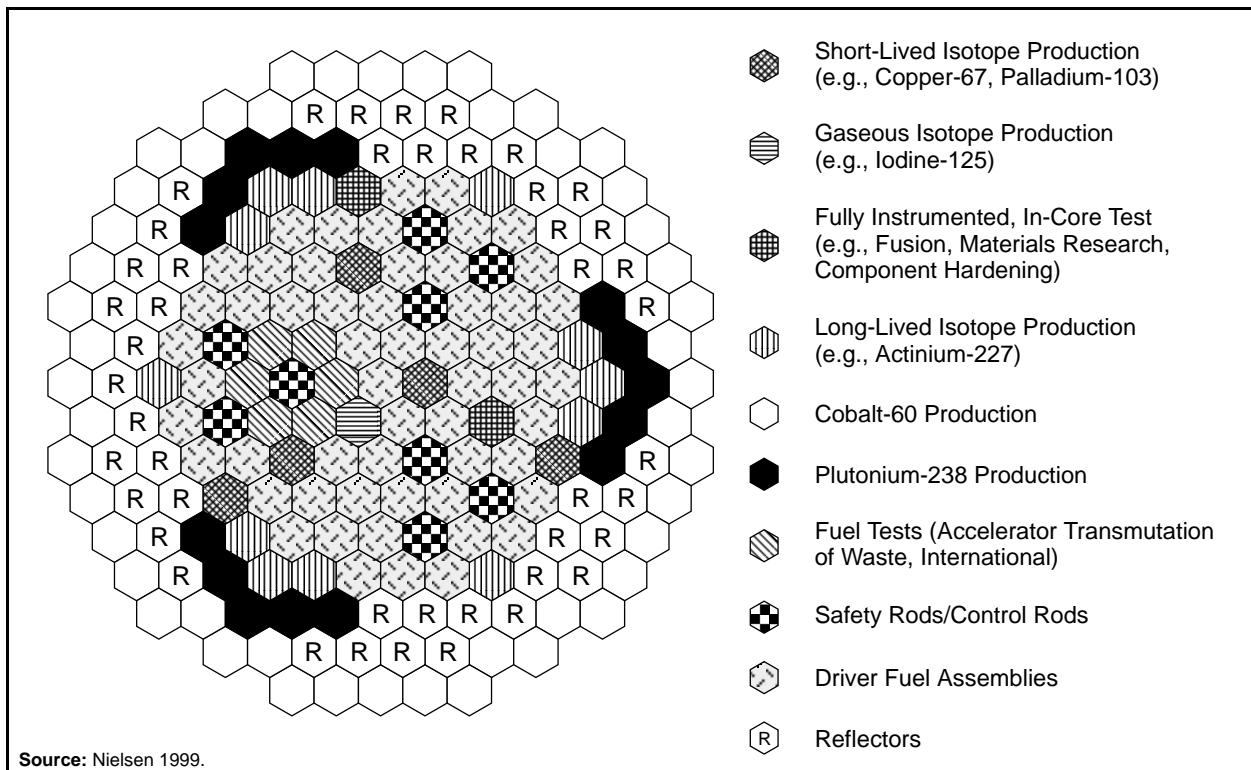 R R R R
R R R R
R R R
R R R
R R R R
R R R
R
R
R
R R R
R R R R
R R R
R R R
R R R R
R R R R
Short-Lived Isotope Production
(e.g., Copper-67, Palladium-103)
Gaseous Isotope Production
(e.g., Iodine-125)
Fully Instrumented, In-Core Test
(e.g., Fusion, Materials Research,
Component Hardening)
Long-Lived Isotope Production
(e.g., Actinium-227)
Cobalt-60 Production
Plutonium-238 Production
Fuel Tests (Accelerator Transmutation
of Waste, International)
Safety Rods/Control Rods
Driver Fuel Assemblies
R Reflectors
Source: Nielsen 1999.